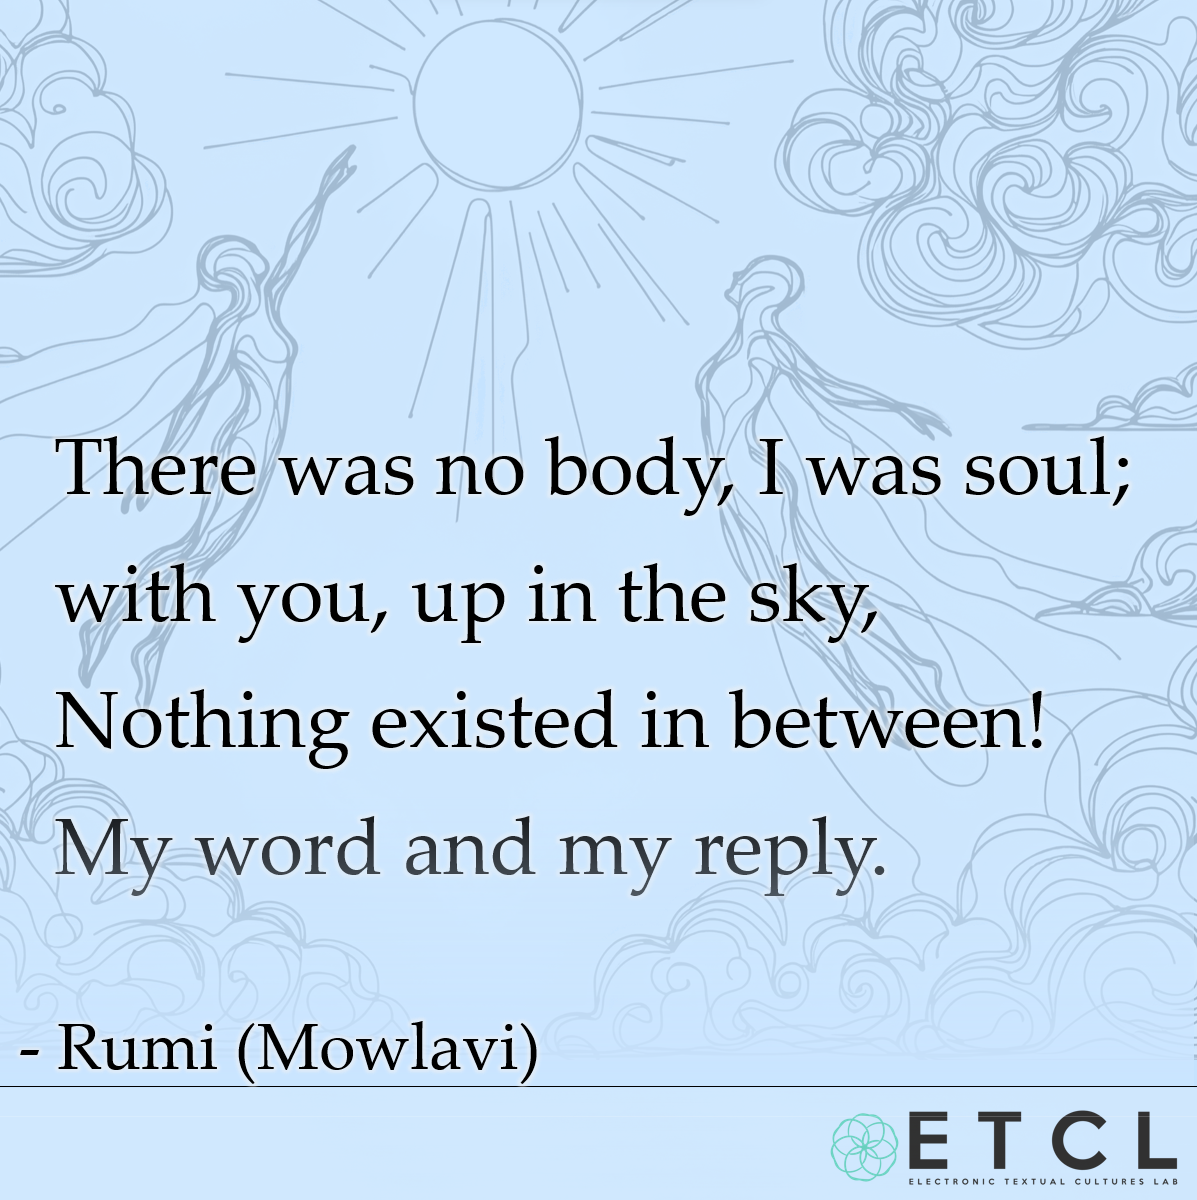 There was no body, I was soul;
with you, up in the sky,
Nothing existed in between!
My word and my reply.
- Rumi (Mowlavi)
ETCL
ELECTRONIC TEXTUAL CULTURES LAB